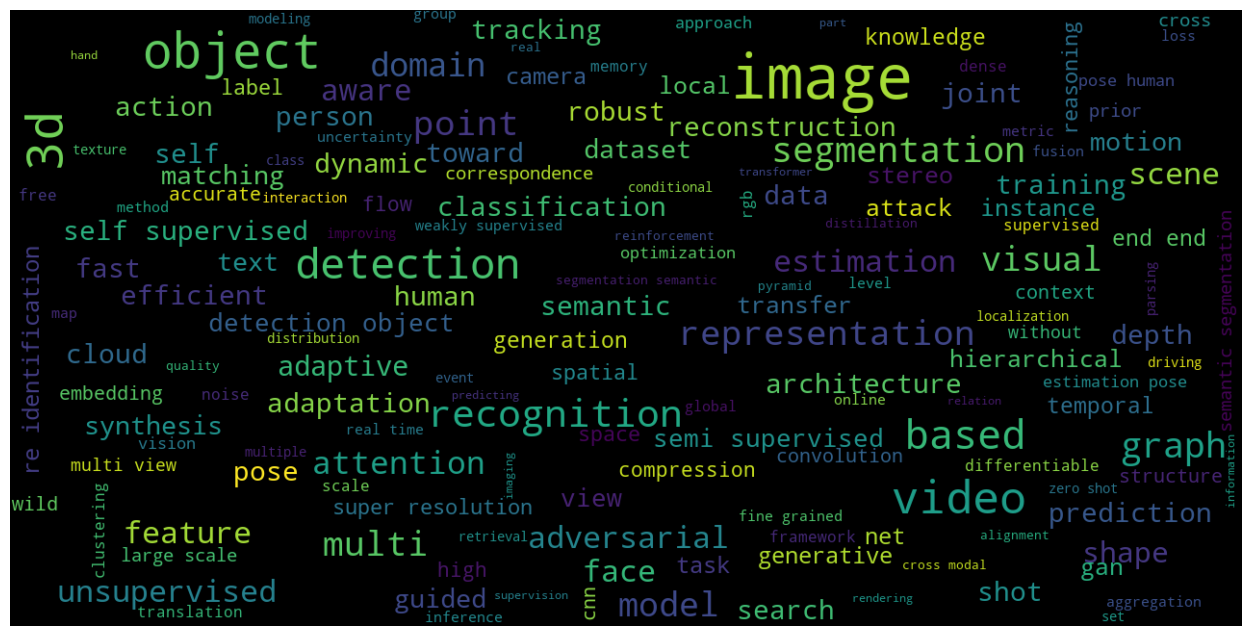 modeling
group
approach
part
cross
object
tracking
real
knowledge
reasoning
loss
hand
domain
camera
memory
local
image
dense
pose human
label
aware
joint
action
person
robust
prior
3d
uncertainty
point
reconstruction
metric
motion
texture
self
class
dynamic
toward
dataset
segmentation
fusion
matching
correspondence
transformer
stereo
training
scene
free
accurate
interaction
conditional
rgb
data
method
flow
classification
attack
instance
self supervised
improving
weakly supervised
reinforcement
distillation
supervised
end end
semantic segmentation
re identification
fast
text
detection
optimization
estimation
visual
parsing
efficient
human
segmentation semantic
semantic
pyramid
level
transfer
context
map
detection object
distribution
generation
representation
localization
without
depth
cloud
quality
adaptive
event
spatial
hierarchical
driving
embedding
noise
adaptation
predicting
architecture
online
relation
estimation pose
temporal
synthesis
real time
recognition
global
space
semi supervised
based
graph
vision
multiple
convolution
multi view
pose
scale
attention
imaging
compression
differentiable
structure
information
wild
clustering
super resolution
view
video
zero shot
prediction
feature
large scale
multi
retrieval
adversarial
fine grained
framework
net
alignment
generative
cross modal
shape
gan
high
face
task
unsupervised
translation
guided
supervision
inference
cnn
model
search
rendering
shot
aggregation
set